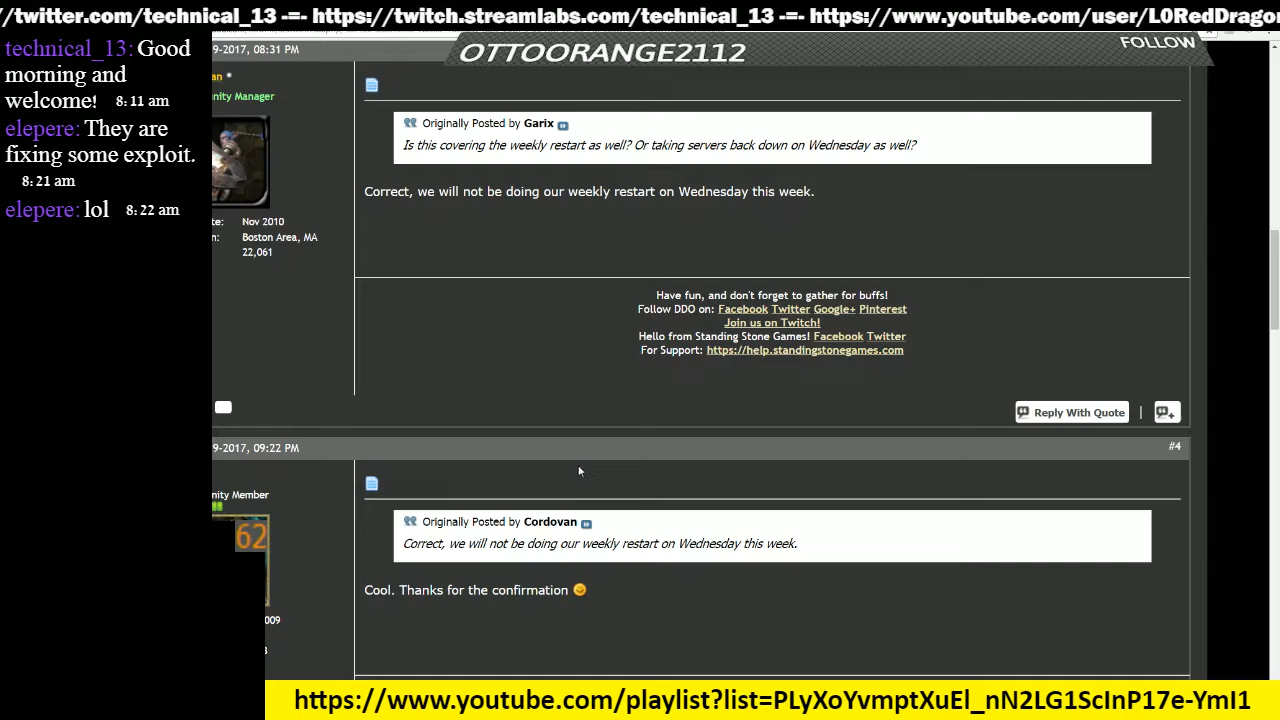 /twitter.com/technical_13 -=- https://twitch.streamlabs.com/technical_13 -=- https://www.youtube.com/user/L0RedDragon
technical_13: Good
morning and
welcome! 8:11 am
elepere: They are
fixing some exploit.
8:21 am
elepere: lol 8:22 am
OTTOORANGE2112
FOLLOW
9-2017, 08:31 PM
an
nity Manager
te: Nov 2010
n: Boston Area, MA
22,061
Originally Posted by Garix
Is this covering the weekly restart as well? Or taking servers back down on Wednesday as well?
Correct, we will not be doing our weekly restart on Wednesday this week.
Have fun, and don't forget to gather for buffs!
Follow DDO on: Facebook Twitter Google+ Pinterest
Join us on Twitch!
Hello from Standing Stone Games! Facebook Twitter
For Support: https://help.standingstonegames.com
Reply With Quote |
9-2017, 09:22 PM
#4
nity Member
62
009
Originally Posted by Cordovan
Correct, we will not be doing our weekly restart on Wednesday this week.
Cool. Thanks for the confirmation
https://www.youtube.com/playlist?list=PLyXoYvmptXuEl_nN2LG1ScInP17e-YmI1